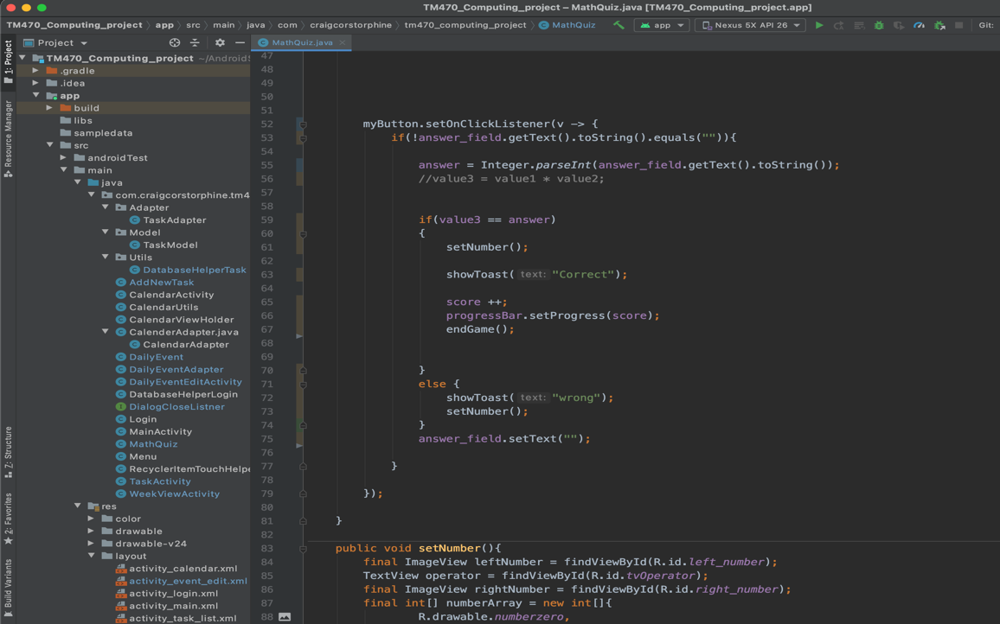 TM470_Computing_project – MathQuiz.java [TM470_Computing_project.app]
TM470_Computing_project app src main java com craigcorstorphine tm470_computing_project MathQuiz app Nexus 5X API 26 Git:
Project MathQuiz.java
1: Project
Resource Manager
Z: Structure
2: Favorites
Build Variants
TM470_Computing_project ~/AndroidS
.gradle
.idea
app
build
libs
sampledata
src
androidTest
main
java
com.craigcorstorphine.tm4
Adapter
TaskAdapter
Model
TaskModel
Utils
DatabaseHelperTask
AddNewTask
CalendarActivity
CalendarUtils
CalendarViewHolder
CalenderAdapter.java
CalendarAdapter
DailyEvent
DailyEventAdapter
DailyEventEditActivity
DatabaseHelperLogin
DialogCloseListner
Login
MainActivity
MathQuiz
Menu
RecyclerItemTouchHelpe
TaskActivity
WeekViewActivity
res
color
drawable
drawable-v24
layout
activity_calendar.xml
activity_event_edit.xml
activity_login.xml
activity_main.xml
activity_task_list.xml
47
48
49
50
51
52 myButton.setOnClickListener(v -> {
53 if(!answer_field.getText().toString().equals("")){
54
55 answer = Integer.parseInt(answer_field.getText().toString());
56 //value3 = value1 * value2;
57
58
59 if(value3 == answer)
60 {
61 setNumber();
62
63 showToast( text: "Correct");
64
65 score ++;
66 progressBar.setProgress(score);
67 endGame();
68
69
70 }
71 else {
72 showToast( text: "wrong");
73 setNumber();
74 }
75 answer_field.setText("");
76
77 }
78
79 });
80
81 }
82
83 public void setNumber(){
84 final ImageView leftNumber = findViewById(R.id.left_number);
85 TextView operator = findViewById(R.id.tvOperator);
86 final ImageView rightNumber = findViewById(R.id.right_number);
87 final int[] numberArray = new int[]{
88 R.drawable.numberzero,